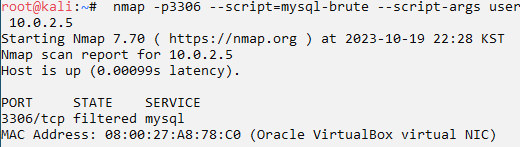 root@kali:~# nmap -p3306 --script=mysql-brute --script-args user
10.0.2.5
Starting Nmap 7.70 ( https://nmap.org ) at 2023-10-19 22:28 KST
Nmap scan report for 10.0.2.5
Host is up (0.00099s latency).
PORT STATE SERVICE
3306/tcp filtered mysql
MAC Address: 08:00:27:A8:78:C0 (Oracle VirtualBox virtual NIC)